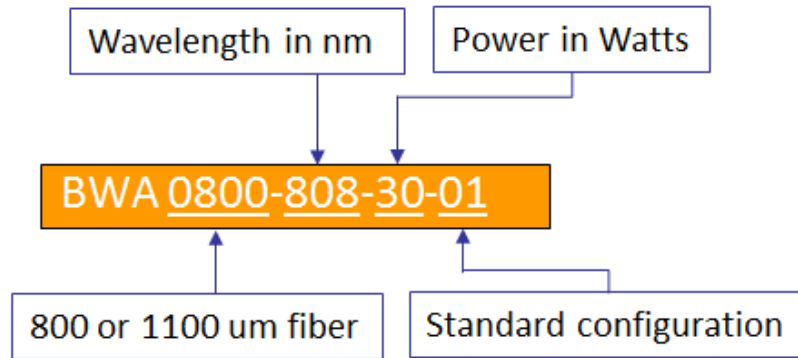 Wavelength in nm
Power in Watts
BWA 0800-808-30-01
800 or 1100 um fiber
Standard configuration